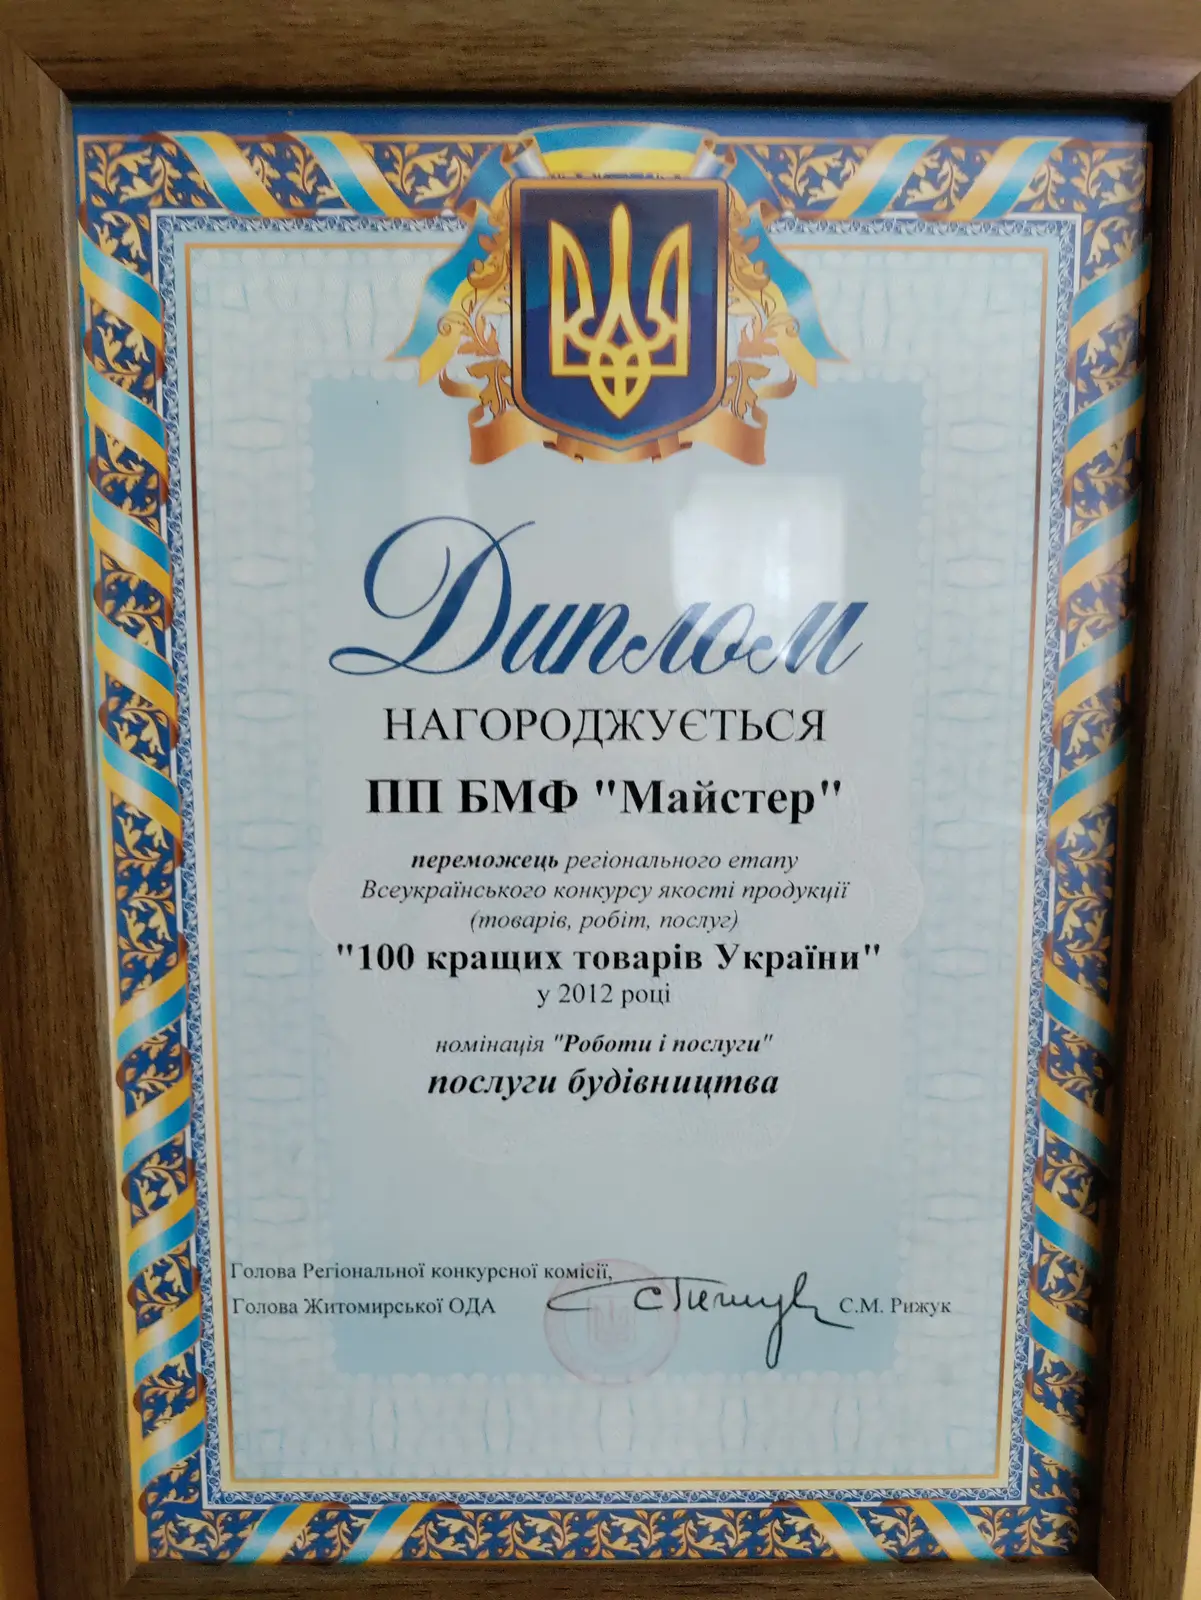 Диплом
НАГОРОДЖУЄТЬСЯ
ПП БМФ "Майстер"
переможець регіонального етапу
Всеукраїнського конкурсу якості продукції
(товарів, робіт, послуг)
"100 кращих товарів України"
у 2012 році
номінація "Роботи і послуги"
послуги будівництва
Голова Регіональної конкурсної комісії,
Голова Житомирської ОДА
С.М. Рижук